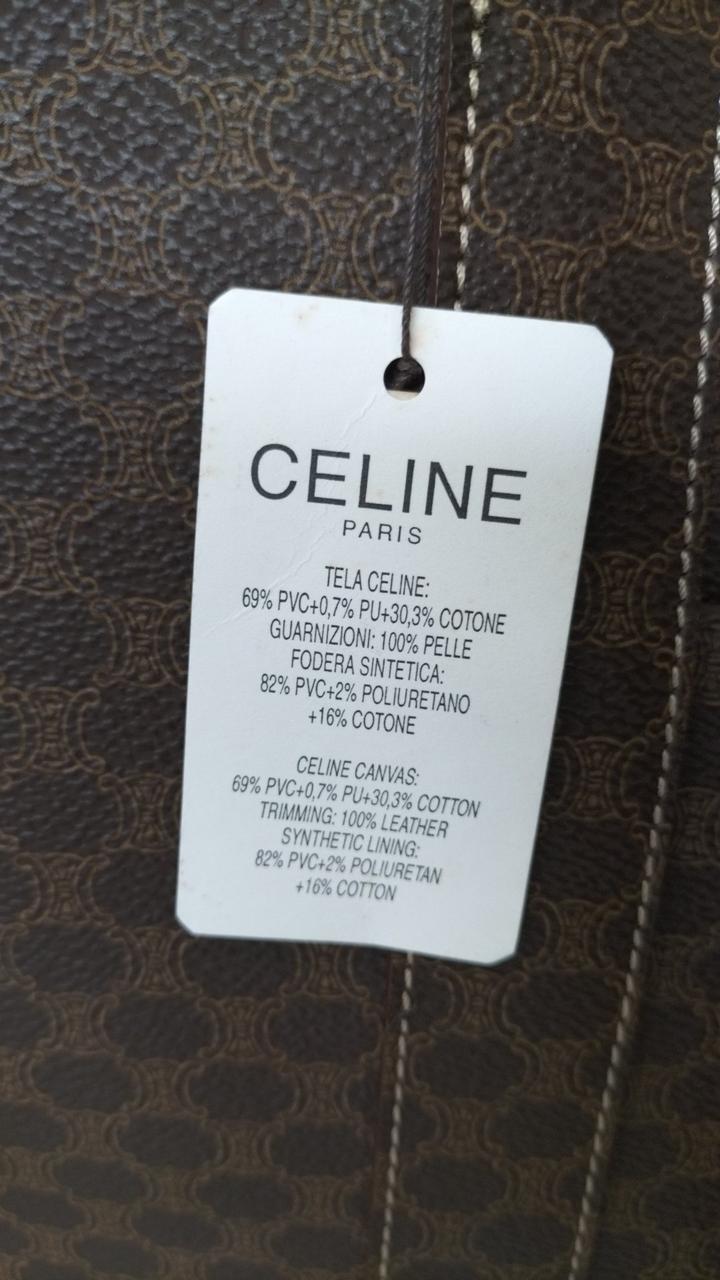 CELINE
PARIS
TELA CELINE:
69% PVC+0,7% PU+30,3% COTONE
GUARNIZIONI: 100% PELLE
FODERA SINTETICA:
82% PVC+2% POLIURETANO
+16% COTONE
CELINE CANVAS:
69% PVC+0,7% PU+30,3% COTTON
TRIMMING: 100% LEATHER
SYNTHETIC LINING:
82% PVC+2% POLIURETAN
+16% COTTON